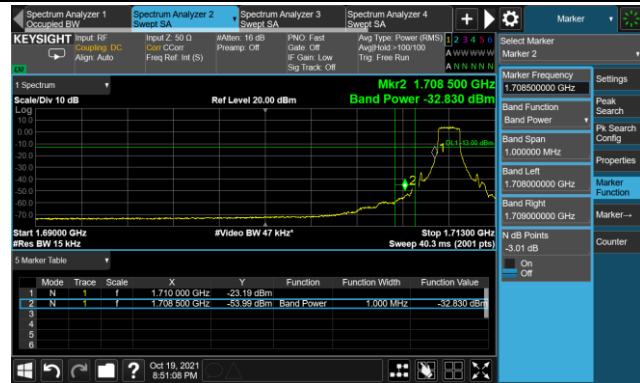 Spectrum Analyzer 1
Occupied BW
Spectrum Analyzer 2
Swept SA
Spectrum Analyzer 3
Swept SA
Spectrum Analyzer 4
Swept SA
+
Marker
KEYSIGHT
Input: RF
Coupling: DC
Align: Auto
Input Z: 50 Ω
Corr CCorr
Freq Ref: Int (S)
#Atten: 16 dB
Preamp: Off
PNO: Fast
Gate: Off
IF Gain: Low
Sig Track: Off
Avg Type: Power (RMS)
Avg|Hold:>100/100
Trig: Free Run
1 2 3 4 5 6
A W W W W W
A N N N N N
Select Marker
Marker 2
1 Spectrum
Scale/Div 10 dB
Log
Ref Level 20.00 dBm
Mkr2 1.708 500 GHz
Band Power -32.830 dBm
10.0
0.00
-10.0
-20.0
-30.0
-40.0
-50.0
-60.0
-70.0
DL1 -13.00 dBm
1
2
Start 1.69000 GHz
#Res BW 15 kHz
#Video BW 47 kHz*
Stop 1.71300 GHz
Sweep 40.3 ms (2001 pts)
5 Marker Table
Mode Trace Scale X Y Function Function Width Function Value
1 N 1 f 1.710 000 GHz -23.19 dBm
2 N 1 f 1.708 500 GHz -53.99 dBm Band Power 1.000 MHz -32.830 dBm
3
4
5
6
Marker Frequency
1.708500000 GHz
Band Function
Band Power
Band Span
1.000000 MHz
Band Left
1.708000000 GHz
Band Right
1.709000000 GHz
N dB Points
-3.01 dB
On
Off
Settings
Peak
Search
Pk Search
Config
Properties
Marker
Function
Marker→
Counter
?
Oct 19, 2021
8:51:08 PM